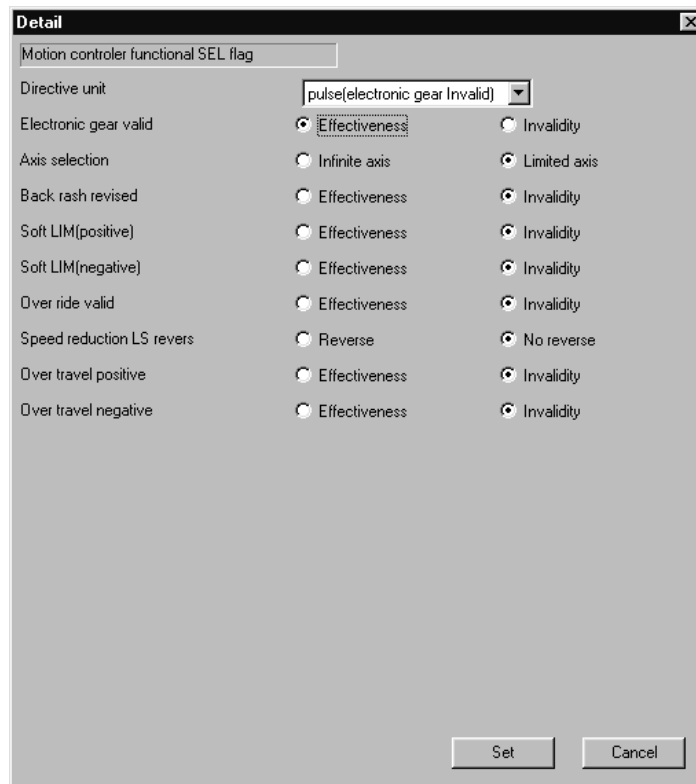 Detail
Motion controler functional SEL flag
Directive unit pulse(electronic gear Invalid)
Electronic gear valid Effectiveness Invalidity
Axis selection Infinite axis Limited axis
Back rash revised Effectiveness Invalidity
Soft LIM(positive) Effectiveness Invalidity
Soft LIM(negative) Effectiveness Invalidity
Over ride valid Effectiveness Invalidity
Speed reduction LS revers Reverse No reverse
Over travel positive Effectiveness Invalidity
Over travel negative Effectiveness Invalidity
Set Cancel